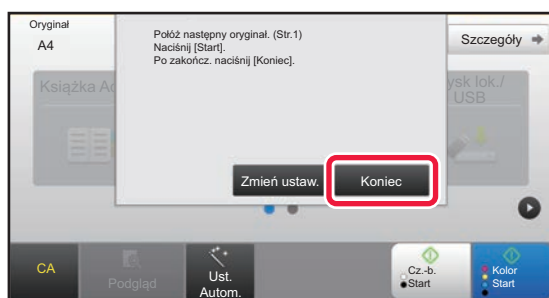 Oryginał
A4
Połóż następny oryginał. (Str.1)
Naciśnij [Start].
Po zakończ. naciśnij [Koniec].
Szczegóły
Książka
ysk lok./
USB
Zmień ustaw.
Koniec
CA
Podgląd
Ust.
Autom.
Cz.-b.
Start
Kolor
Start